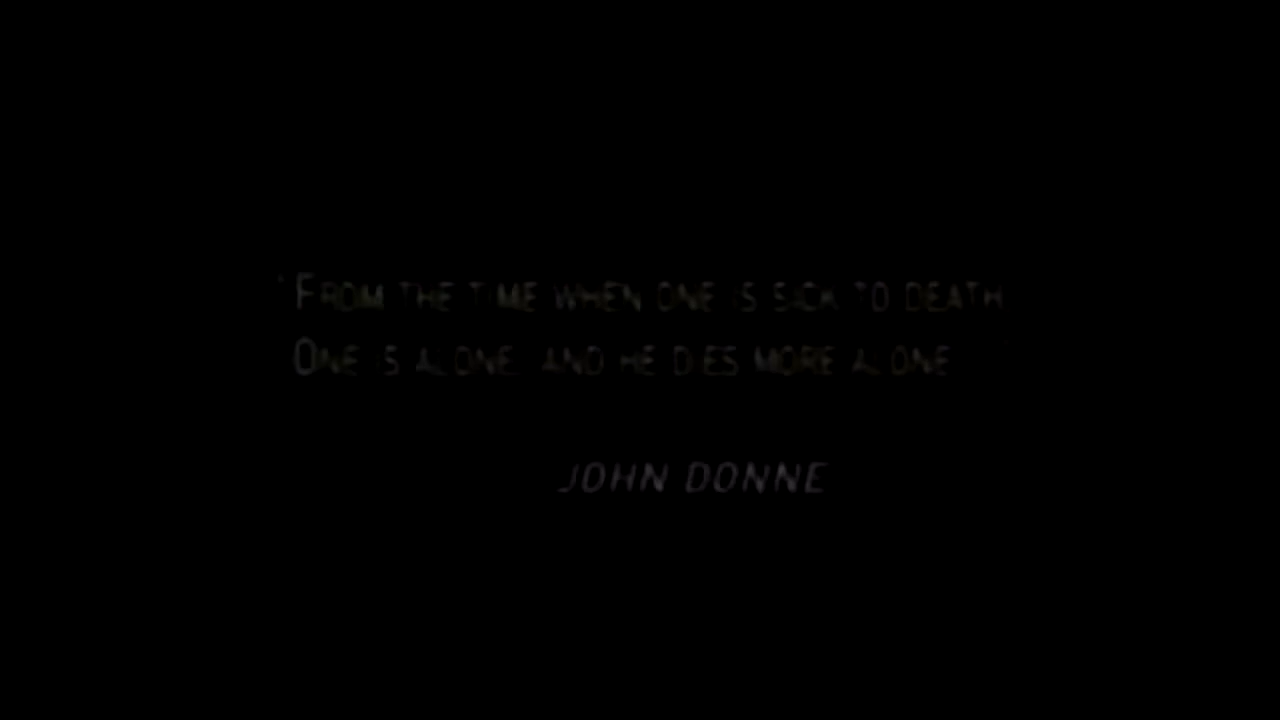 "From the time when one is sick to death
One is alone, and he dies more alone..."
John Donne